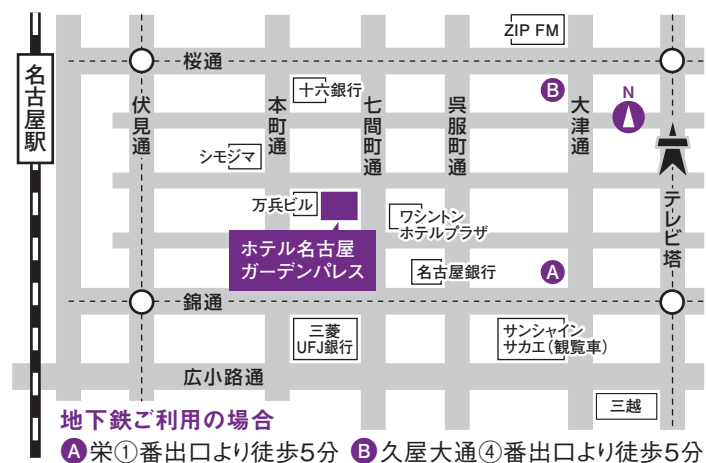 ZIP FM
桜通
名古屋駅
伏見通
本町通
十六銀行
七間町通
呉服町通
B
大津通
N
シモジマ
万兵ビル
ワシントン
ホテルプラザ
テレビ塔
ホテル名古屋
ガーデンパレス
名古屋銀行
A
錦通
三菱
UFJ銀行
サンシャイン
サカエ(観覧車)
広小路通
三越
地下鉄ご利用の場合
A栄①番出口より徒歩5分 B久屋大通④番出口より徒歩5分